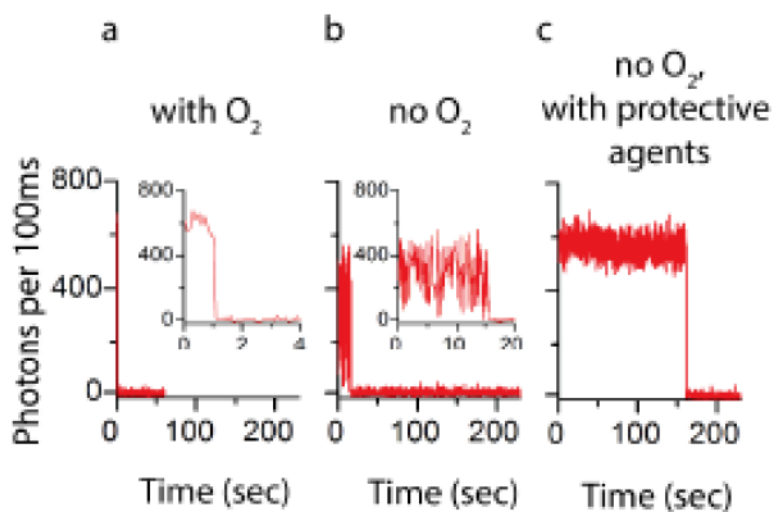 a
b
c
with O₂
no O₂
no O₂,
with protective
agents
Photons per 100ms
800
400
0
800
400
0
0
2
4
0
100
200
800
400
0
0
10
20
0
100
200
0
100
200
Time (sec)
Time (sec)
Time (sec)